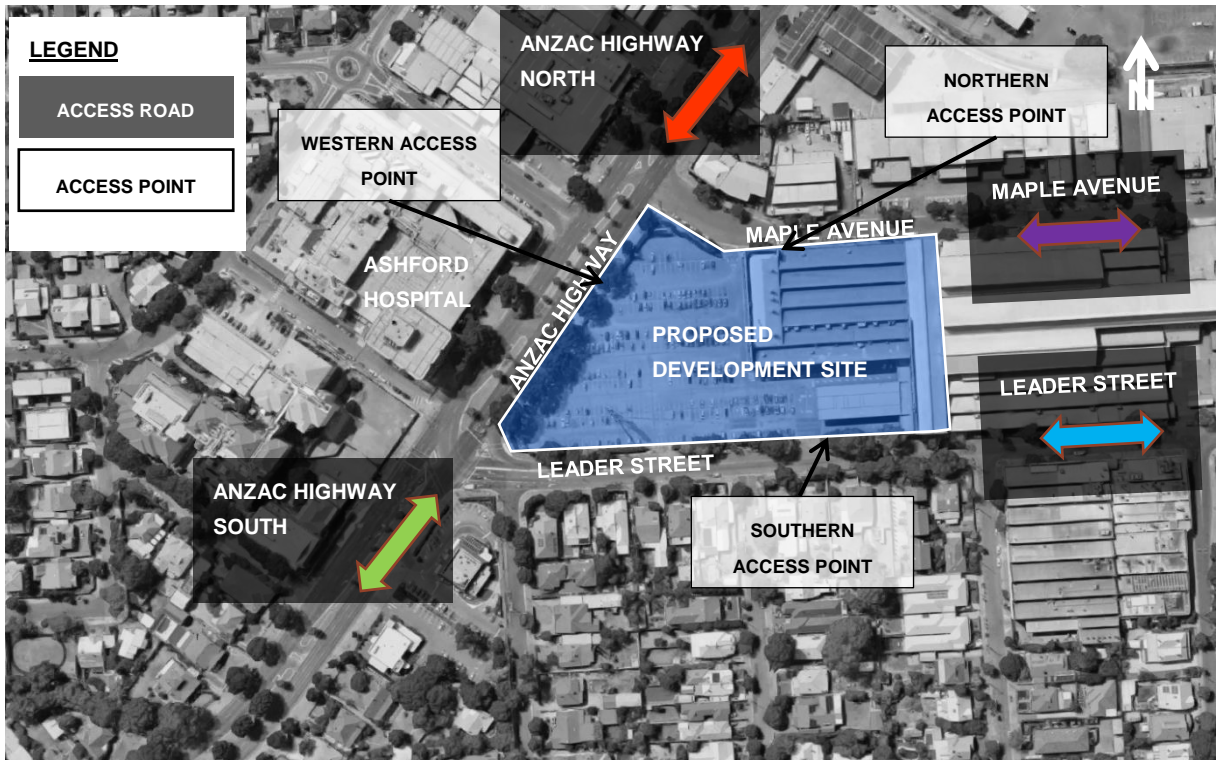 LEGEND
ACCESS ROAD
ACCESS POINT
ANZAC HIGHWAY
NORTH
NORTHERN
ACCESS POINT
N
WESTERN ACCESS
POINT
MAPLE AVENUE
MAPLE AVENUE
ASHFORD
HOSPITAL
ANZAC HIGHWAY
PROPOSED
DEVELOPMENT SITE
LEADER STREET
LEADER STREET
ANZAC HIGHWAY
SOUTH
SOUTHERN
ACCESS POINT